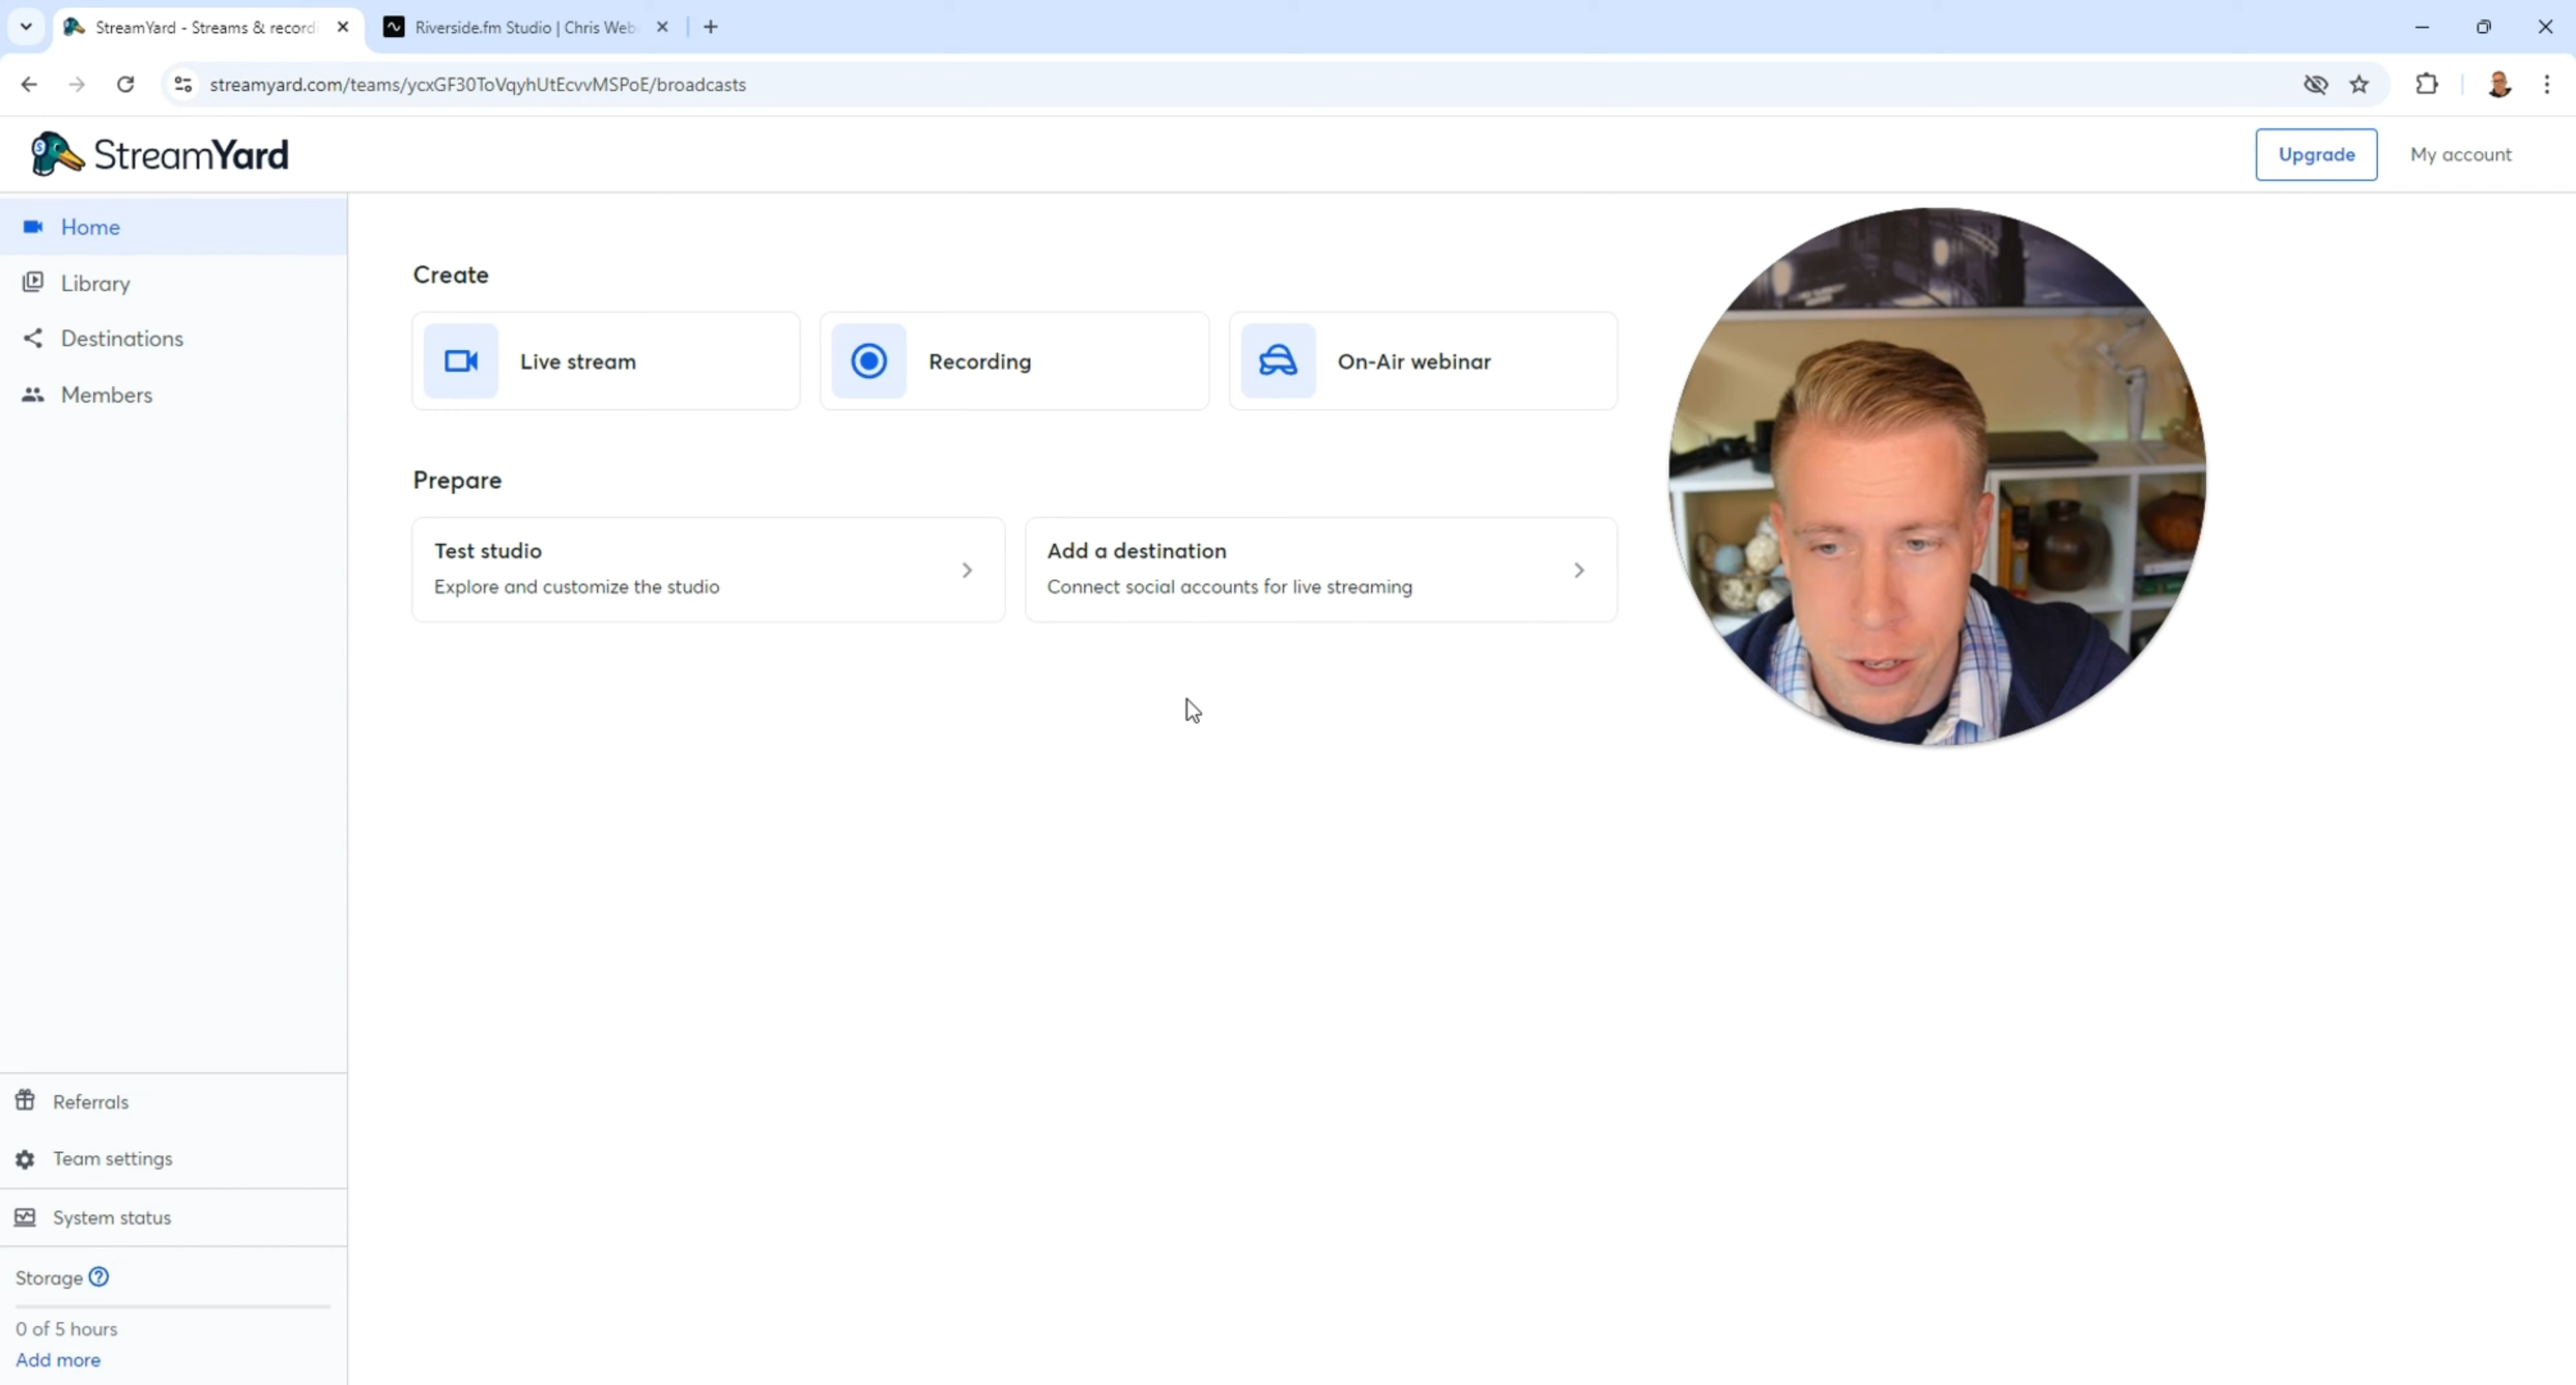 StreamYard - Streams & recordi
Riverside.fm Studio | Chris Web
streamyard.com/teams/ycxGF30ToVqyhUtEcvvMSPoE/broadcasts
StreamYard
Upgrade
My account
Home
Library
Destinations
Members
Create
Live stream
Recording
On-Air webinar
Prepare
Test studio
Explore and customize the studio
Add a destination
Connect social accounts for live streaming
Referrals
Team settings
System status
Storage
0 of 5 hours
Add more